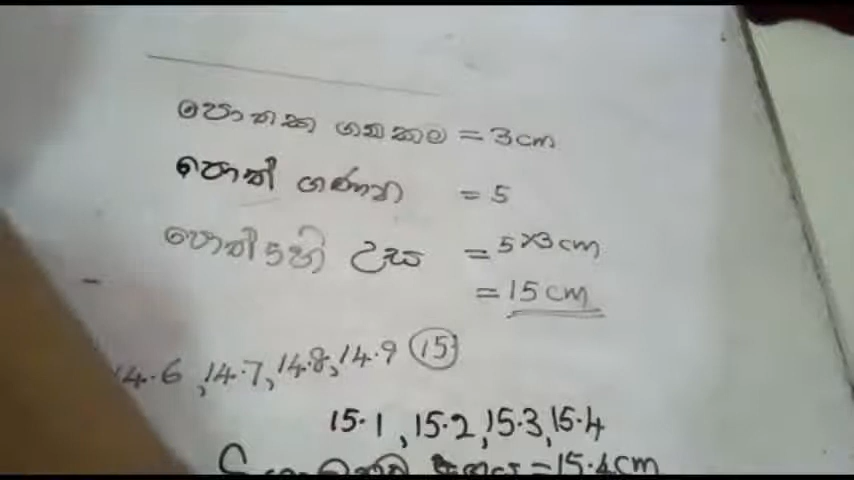 පොතක ගනකම = 3cm
පොත් ගණන = 5
පොත් 5හි උස = 5×3cm
= 15cm
14.6, 14.7, 14.8, 14.9 15
15.1, 15.2, 15.3, 15.4
= 15.4cm